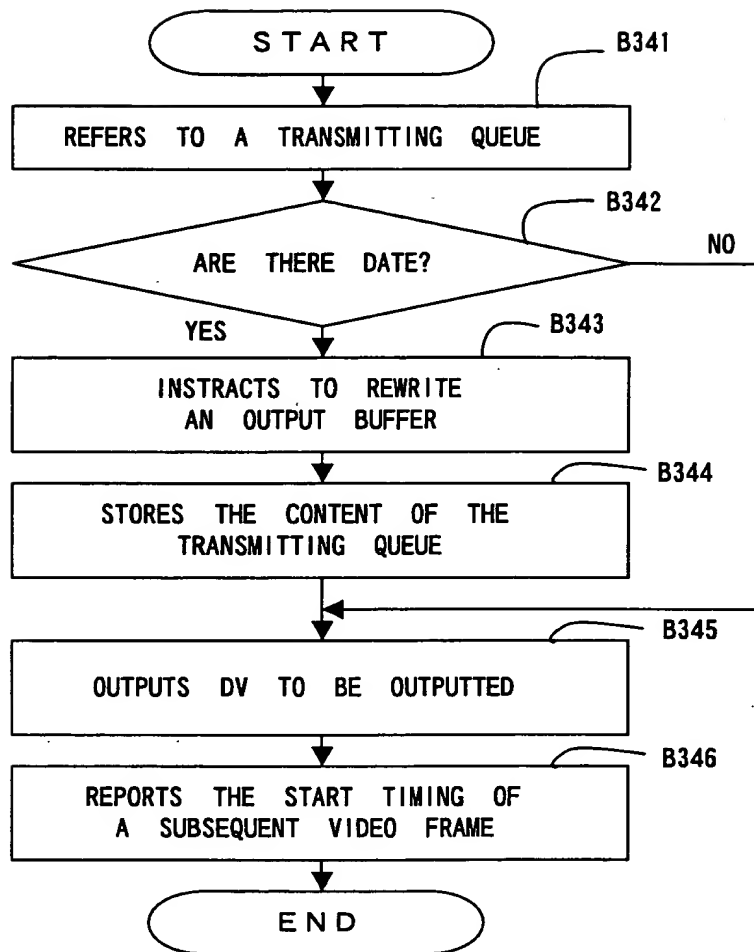 START
B341
REFERS TO A TRANSMITTING QUEUE
B342
ARE THERE DATE?
NO
YES
B343
INSTRACTS TO REWRITE
AN OUTPUT BUFFER
B344
STORES THE CONTENT OF THE
TRANSMITTING QUEUE
B345
OUTPUTS DV TO BE OUTPUTTED
B346
REPORTS THE START TIMING OF
A SUBSEQUENT VIDEO FRAME
END